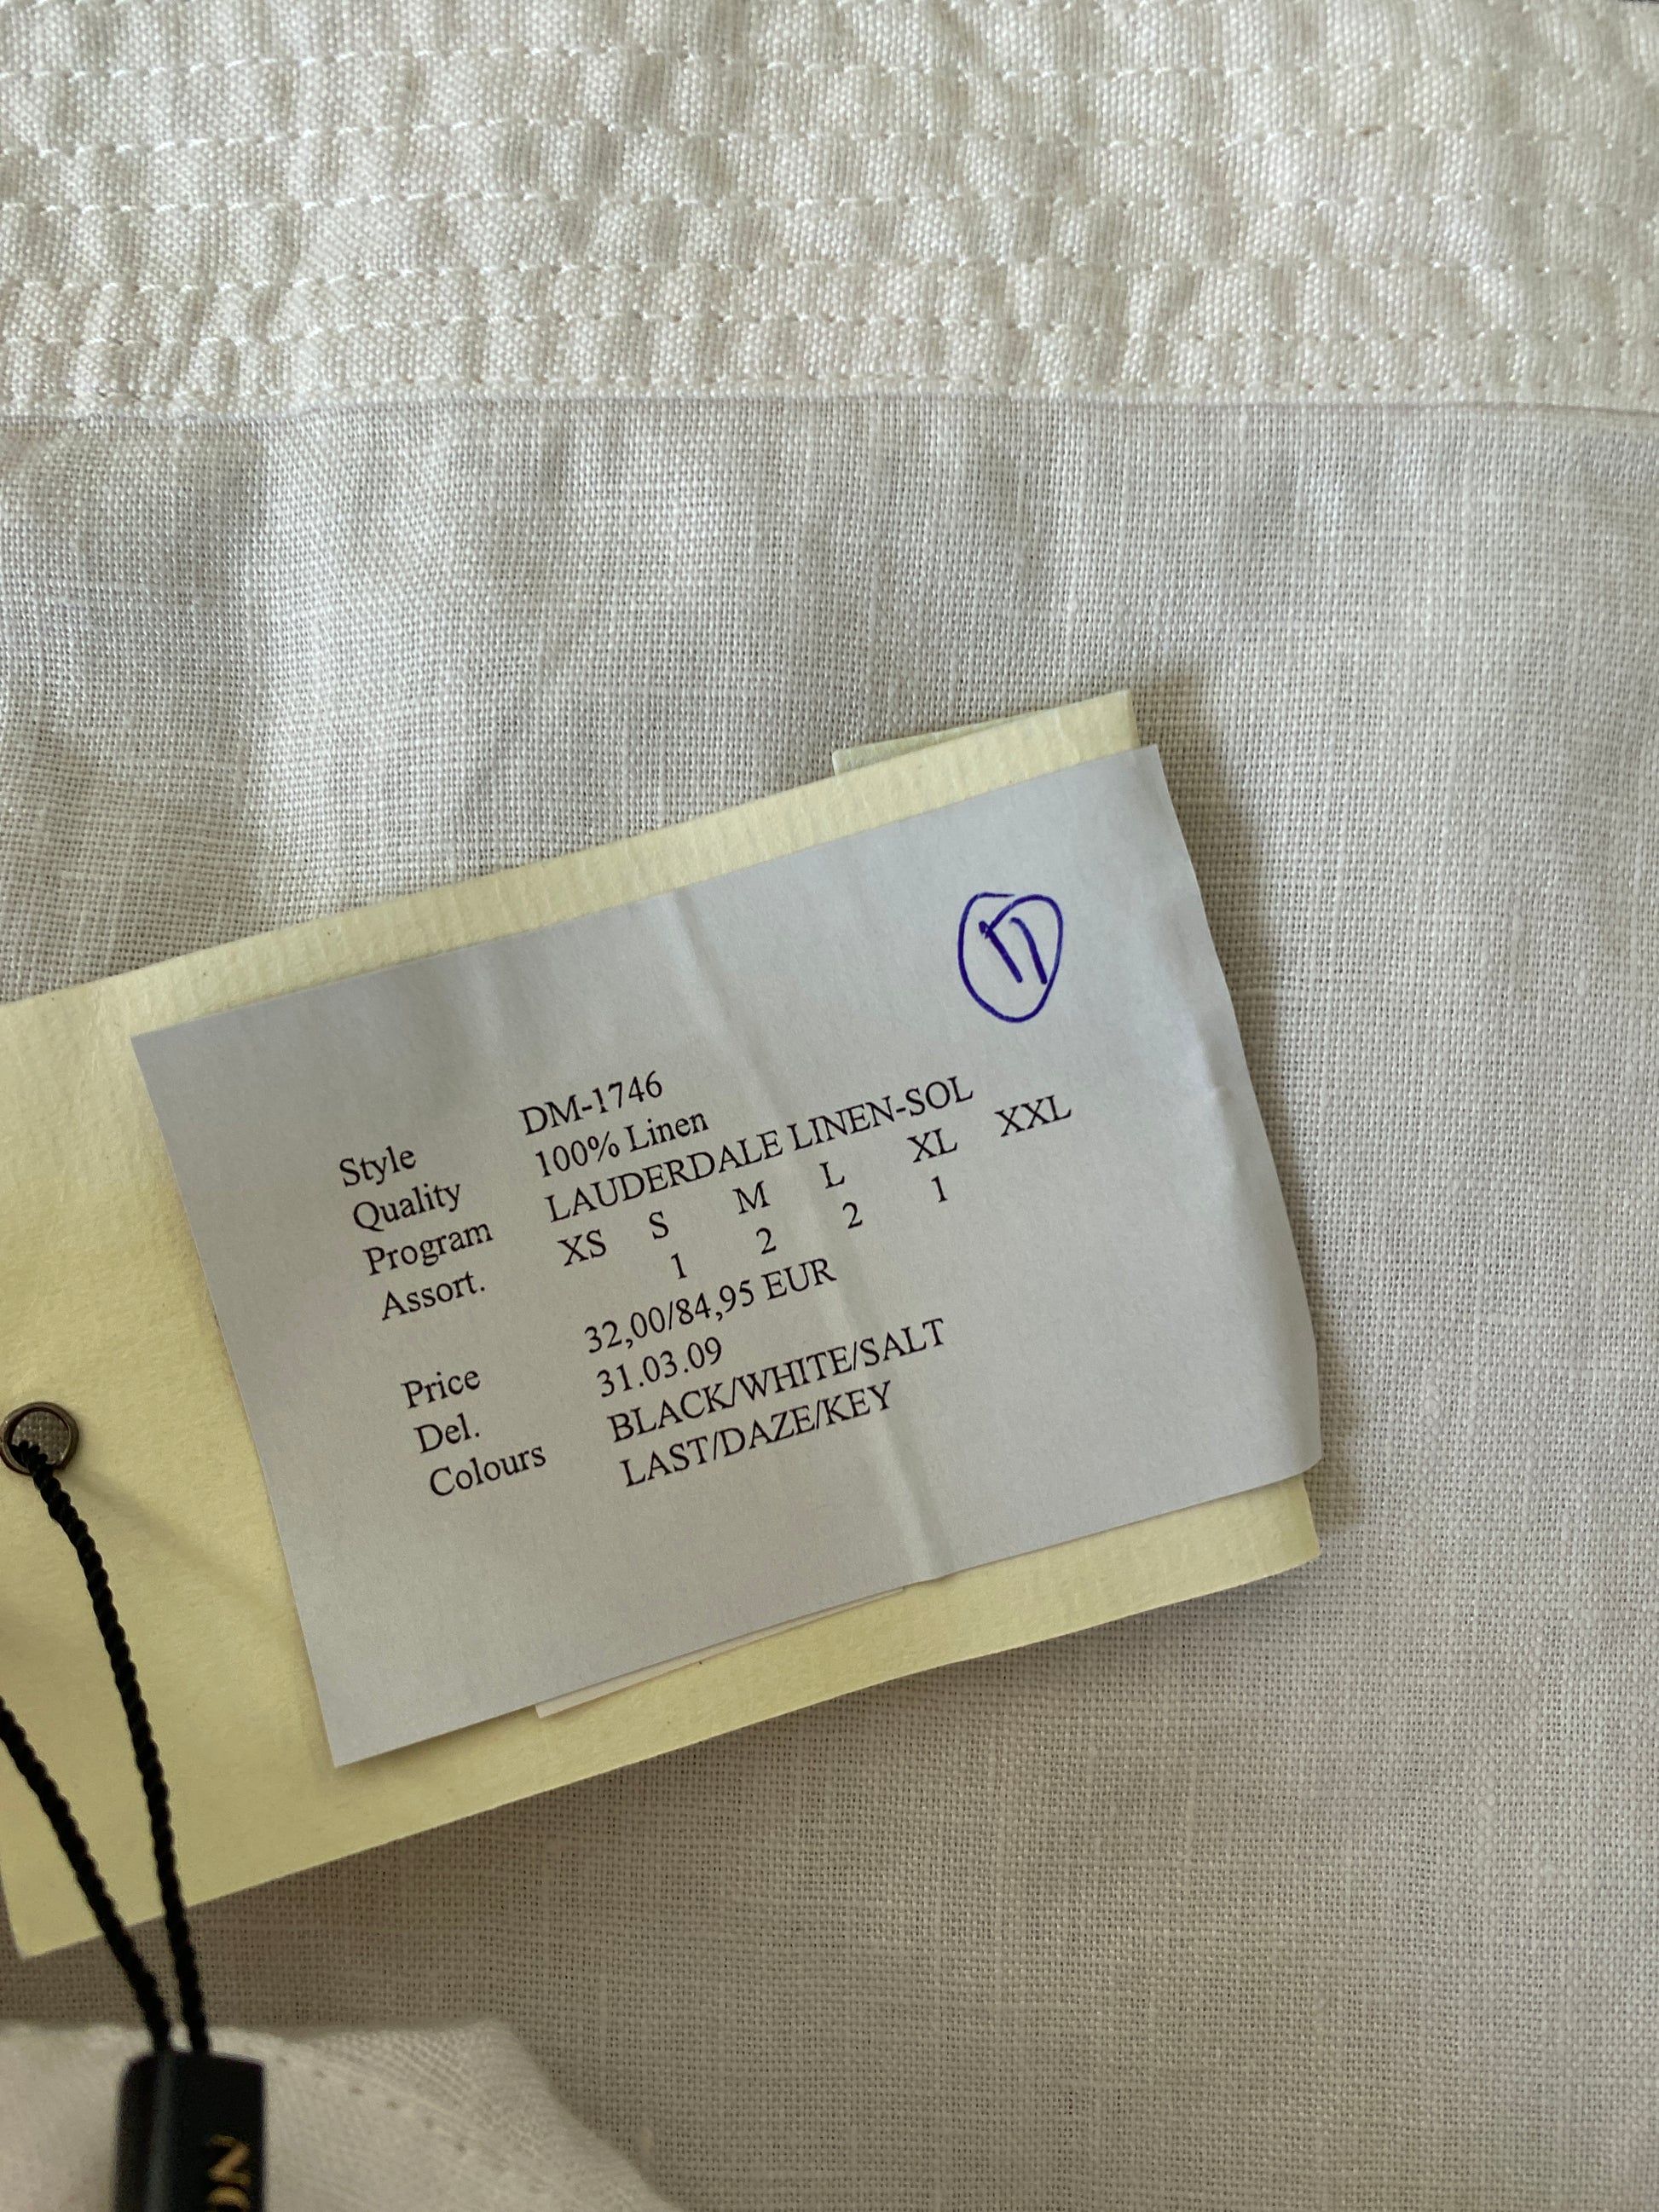 Style DM-1746
Quality 100% Linen
Program LAUDERDALE LINEN-SOL
Assort. XS S M L XL XXL
1 2 2 1
Price 32,00/84,95 EUR
Del. 31.03.09
Colours BLACK/WHITE/SALT
LAST/DAZE/KEY